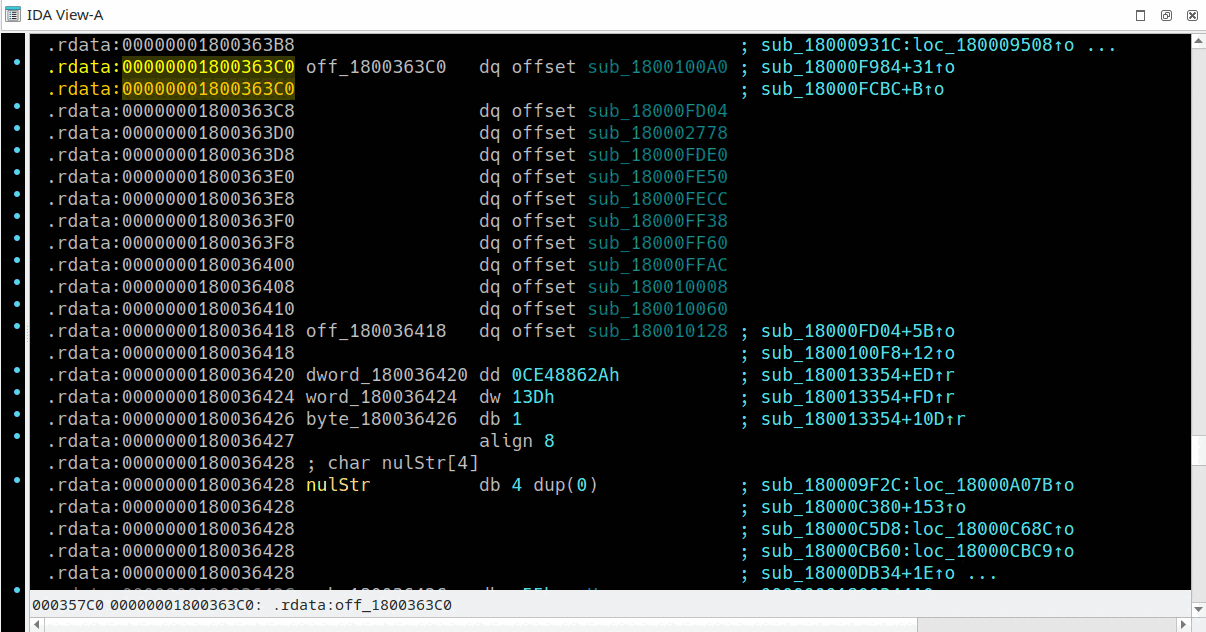 IDA View-A
.rdata:00000001800363B8 ; sub_18000931C:loc_180009508↑o ...
.rdata:00000001800363C0 off_1800363C0 dq offset sub_1800100A0 ; sub_18000F984+31↑o
.rdata:00000001800363C0 ; sub_18000FCBC+B↑o
.rdata:00000001800363C8 dq offset sub_18000FD04
.rdata:00000001800363D0 dq offset sub_180002778
.rdata:00000001800363D8 dq offset sub_18000FDE0
.rdata:00000001800363E0 dq offset sub_18000FE50
.rdata:00000001800363E8 dq offset sub_18000FECC
.rdata:00000001800363F0 dq offset sub_18000FF38
.rdata:00000001800363F8 dq offset sub_18000FF60
.rdata:0000000180036400 dq offset sub_18000FFAC
.rdata:0000000180036408 dq offset sub_180010008
.rdata:0000000180036410 dq offset sub_180010060
.rdata:0000000180036418 off_180036418 dq offset sub_180010128 ; sub_18000FD04+5B↑o
.rdata:0000000180036418 ; sub_1800100F8+12↑o
.rdata:0000000180036420 dword_180036420 dd 0CE48862Ah ; sub_180013354+ED↑r
.rdata:0000000180036424 word_180036424 dw 13Dh ; sub_180013354+FD↑r
.rdata:0000000180036426 byte_180036426 db 1 ; sub_180013354+10D↑r
.rdata:0000000180036427 align 8
.rdata:0000000180036428 ; char nulStr[4]
.rdata:0000000180036428 nulStr db 4 dup(0) ; sub_180009F2C:loc_18000A07B↑o
.rdata:0000000180036428 ; sub_18000C380+153↑o
.rdata:0000000180036428 ; sub_18000C5D8:loc_18000C68C↑o
.rdata:0000000180036428 ; sub_18000CB60:loc_18000CBC9↑o
.rdata:0000000180036428 ; sub_18000DB34+1E↑o ...
000357C0 00000001800363C0: .rdata:off_1800363C0